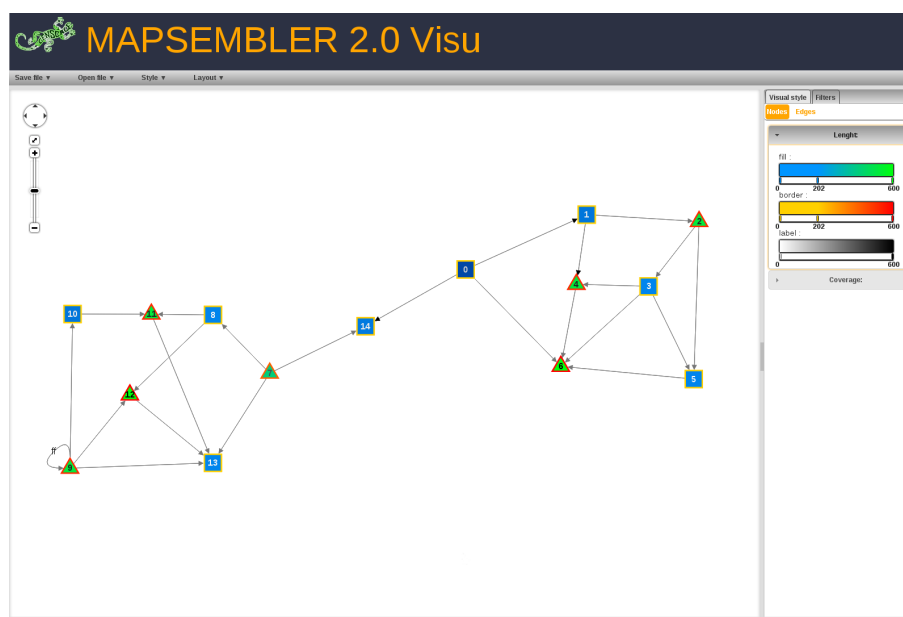 MAPSEMBLER 2.0 Visu
Save file ▼ Open file ▼ Style ▼ Layout ▼
Visual style Filters
Nodes Edges
Lenght:
fill :
0 202 600
border :
0 202 600
label :
0 600
Coverage:
1
2
0
3
4
10
11
8
14
7
6
5
12
ff
9
13